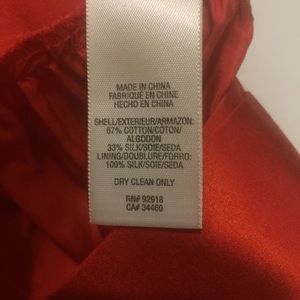 MADE IN CHINA
FABRIQUÉ EN CHINE
HECHO EN CHINA
SHELL/EXTERIEUR/ARMAZON:
67% COTTON/COTON/
ALGODON
33% SILK/SOIE/SEDA
LINING/DOUBLURE/FORRO:
100% SILK/SOIE/SEDA
DRY CLEAN ONLY
RN# 92918
CA# 34460